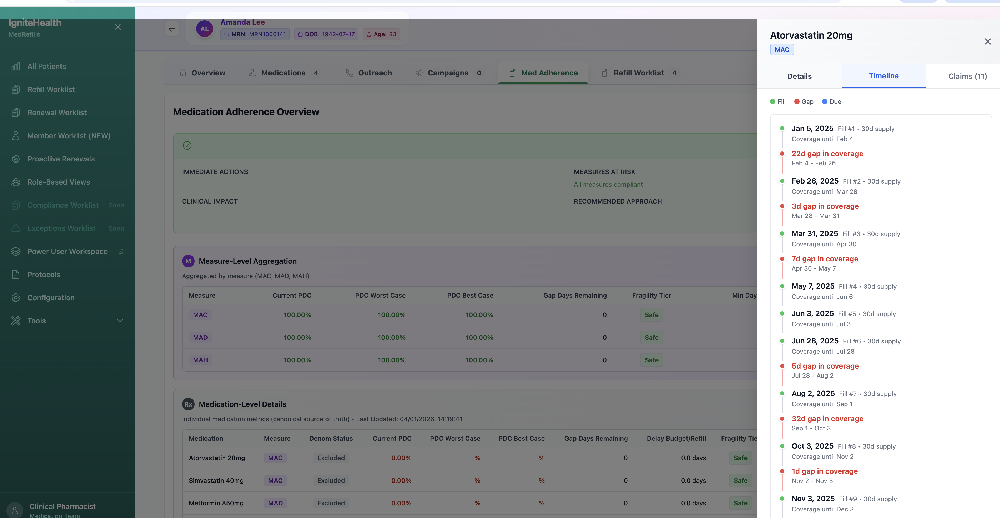 IgniteHealth
MedRefills
All Patients
Refill Worklist
Renewal Worklist
Member Worklist (NEW)
Proactive Renewals
Role-Based Views
Compliance Worklist Soon
Exceptions Worklist Soon
Power User Workspace
Protocols
Configuration
Tools
Clinical Pharmacist
Medication Team
AL
Amanda Lee
MRN: MRN1000141 DOB: 1942-07-17 Age: 83
Overview Medications 4 Outreach Campaigns 0 Med Adherence Refill Worklist 4
Medication Adherence Overview
IMMEDIATE ACTIONS
MEASURES AT RISK
All measures compliant
CLINICAL IMPACT
RECOMMENDED APPROACH
M Measure-Level Aggregation
Aggregated by measure (MAC, MAD, MAH)
Measure Current PDC PDC Worst Case PDC Best Case Gap Days Remaining Fragility Tier Min Day
MAC 100.00% 100.00% 100.00% 0 Safe
MAD 100.00% 100.00% 100.00% 0 Safe
MAH 100.00% 100.00% 100.00% 0 Safe
Rx Medication-Level Details
Individual medication metrics (canonical source of truth) • Last Updated: 04/01/2026, 14:19:41
Medication Measure Denom Status Current PDC PDC Worst Case PDC Best Case Gap Days Remaining Delay Budget/Refill Fragility Tie
Atorvastatin 20mg MAC Excluded 0.00% % % 0 0.0 days Safe
Simvastatin 40mg MAC Excluded 0.00% % % 0 0.0 days Safe
Metformin 850mg MAD Excluded 0.00% % % 0 0.0 days Safe
Atorvastatin 20mg
MAC
Details Timeline Claims (11)
Fill Gap Due
Jan 5, 2025 Fill #1 • 30d supply
Coverage until Feb 4
22d gap in coverage
Feb 4 - Feb 26
Feb 26, 2025 Fill #2 • 30d supply
Coverage until Mar 28
3d gap in coverage
Mar 28 - Mar 31
Mar 31, 2025 Fill #3 • 30d supply
Coverage until Apr 30
7d gap in coverage
Apr 30 - May 7
May 7, 2025 Fill #4 • 30d supply
Coverage until Jun 6
Jun 3, 2025 Fill #5 • 30d supply
Coverage until Jul 3
Jun 28, 2025 Fill #6 • 30d supply
Coverage until Jul 28
5d gap in coverage
Jul 28 - Aug 2
Aug 2, 2025 Fill #7 • 30d supply
Coverage until Sep 1
32d gap in coverage
Sep 1 - Oct 3
Oct 3, 2025 Fill #8 • 30d supply
Coverage until Nov 2
1d gap in coverage
Nov 2 - Nov 3
Nov 3, 2025 Fill #9 • 30d supply
Coverage until Dec 3